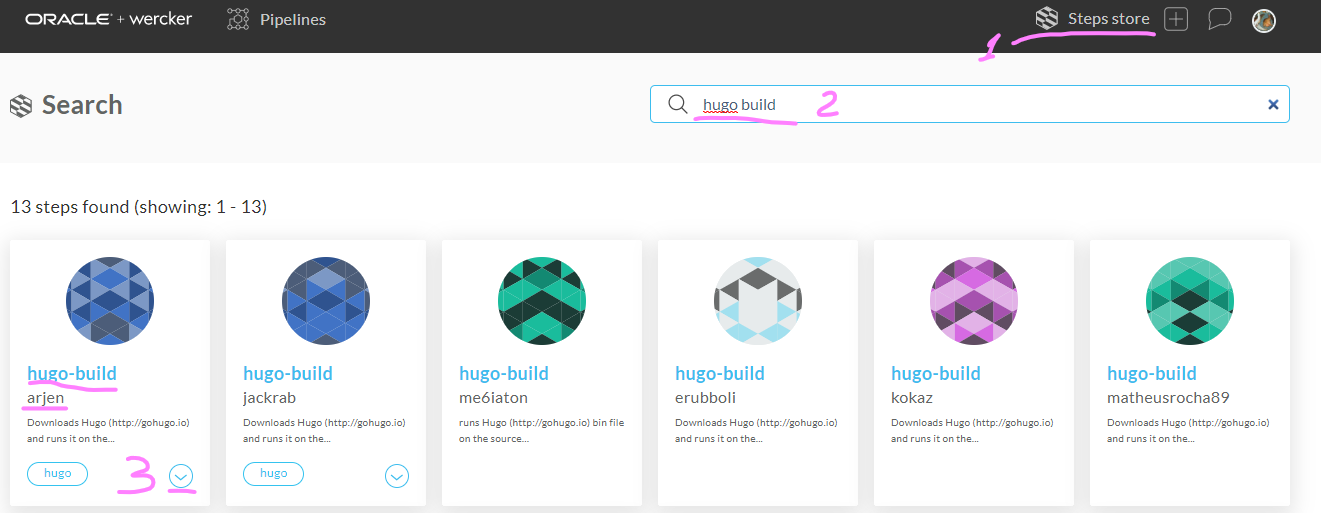 ORACLE + wercker Pipelines Steps store
1
Search hugo build 2
13 steps found (showing: 1 - 13)
hugo-build
arjen
Downloads Hugo (http://gohugo.io)
and runs it on the...
hugo
3
hugo-build
jackrab
Downloads Hugo (http://gohugo.io)
and runs it on the...
hugo
hugo-build
me6iaton
runs Hugo (http://gohugo.io) bin file
on the source...
hugo-build
erubboli
Downloads Hugo (http://gohugo.io)
and runs it on the...
hugo-build
kokaz
Downloads Hugo (http://gohugo.io)
and runs it on the...
hugo-build
matheusrocha89
Downloads Hugo (http://gohugo.io)
and runs it on the...